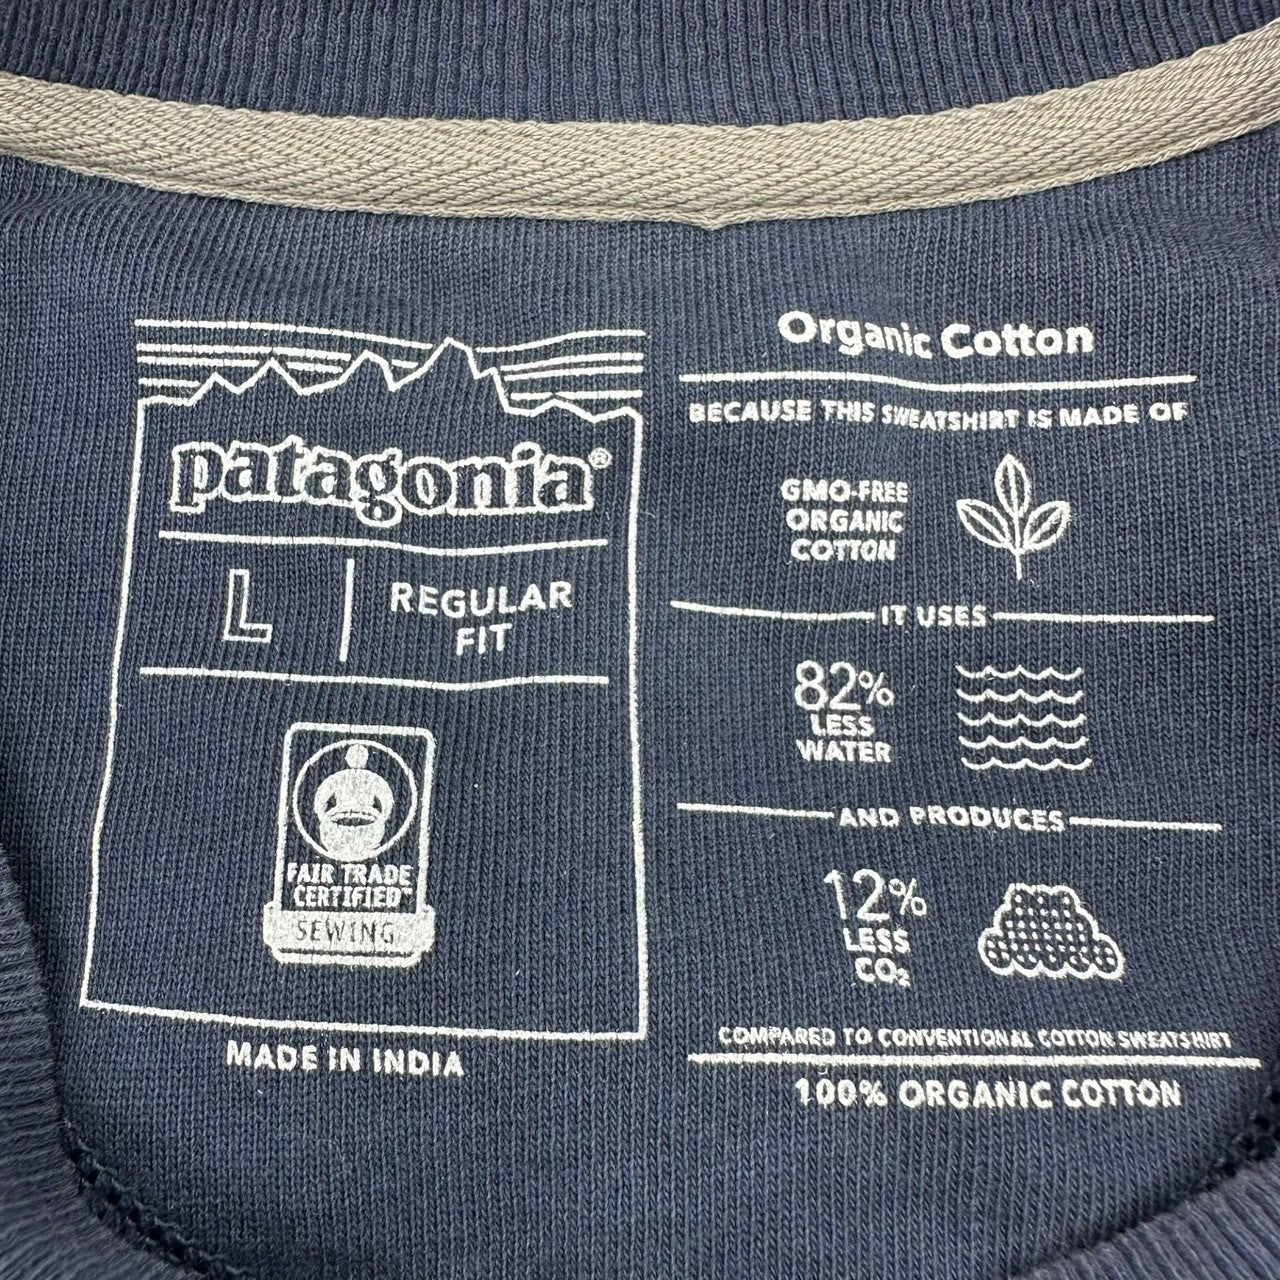 patagonia®
L
REGULAR
FIT
FAIR TRADE
CERTIFIED™
SEWING
MADE IN INDIA
Organic Cotton
BECAUSE THIS SWEATSHIRT IS MADE OF
GMO-FREE
ORGANIC
COTTON
IT USES
82%
LESS
WATER
AND PRODUCES
12%
LESS
CO₂
COMPARED TO CONVENTIONAL COTTON SWEATSHIRT
100% ORGANIC COTTON